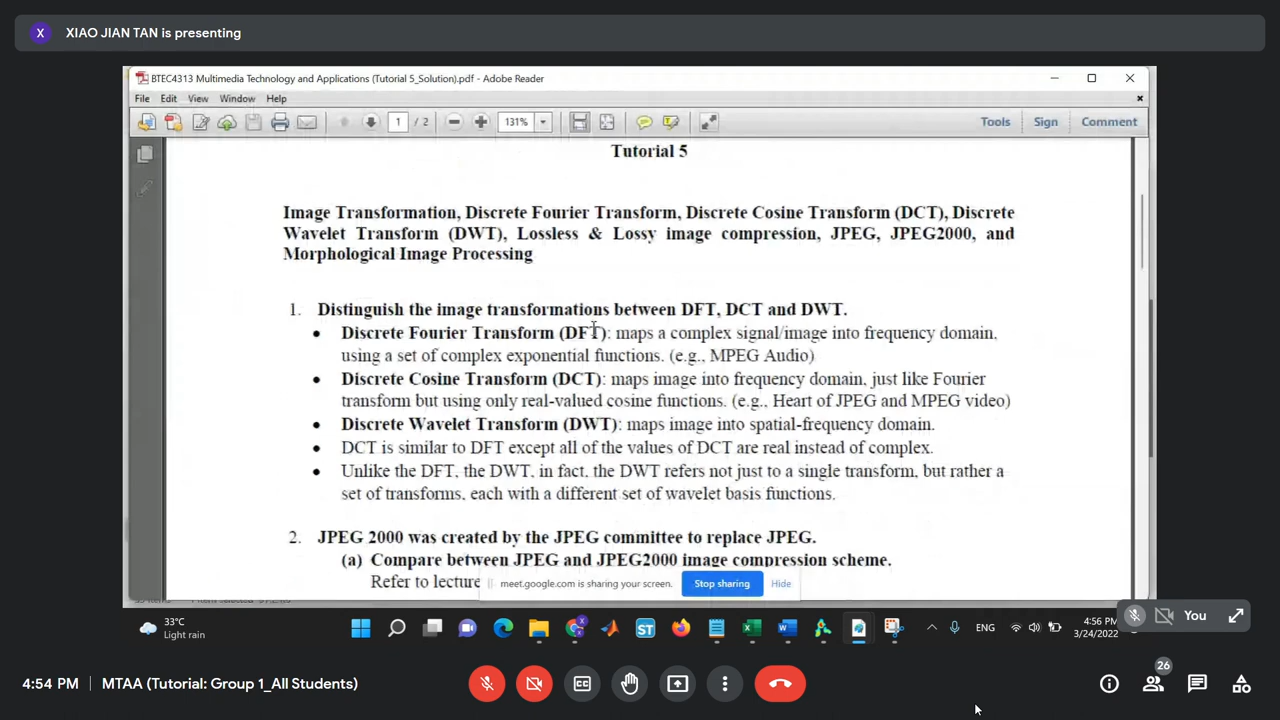 X XIAO JIAN TAN is presenting
BTEC4313 Multimedia Technology and Applications (Tutorial 5_Solution).pdf - Adobe Reader
File Edit View Window Help
1 / 2 131% Tools Sign Comment
Tutorial 5
Image Transformation, Discrete Fourier Transform, Discrete Cosine Transform (DCT), Discrete
Wavelet Transform (DWT), Lossless & Lossy image compression, JPEG, JPEG2000, and
Morphological Image Processing
1. Distinguish the image transformations between DFT, DCT and DWT.
• Discrete Fourier Transform (DFT): maps a complex signal/image into frequency domain,
using a set of complex exponential functions. (e.g., MPEG Audio)
• Discrete Cosine Transform (DCT): maps image into frequency domain, just like Fourier
transform but using only real-valued cosine functions. (e.g., Heart of JPEG and MPEG video)
• Discrete Wavelet Transform (DWT): maps image into spatial-frequency domain.
• DCT is similar to DFT except all of the values of DCT are real instead of complex.
• Unlike the DFT, the DWT, in fact, the DWT refers not just to a single transform, but rather a
set of transforms, each with a different set of wavelet basis functions.
2. JPEG 2000 was created by the JPEG committee to replace JPEG.
(a) Compare between JPEG and JPEG2000 image compression scheme.
Refer to lecture
meet.google.com is sharing your screen. Stop sharing Hide
33°C
Light rain
ST
ENG
4:56 PM
3/24/2022
You
4:54 PM | MTAA (Tutorial: Group 1_All Students)
26